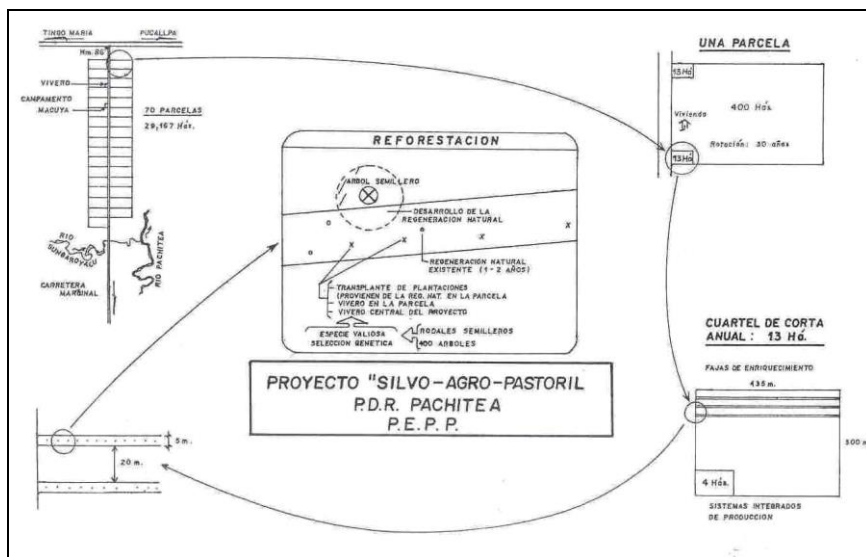 TINGO MARIA
PUCALLPA
Km. 86
VIVERO
CAMPAMENTO
MACUYA
70 PARCELAS
29,167 Hás.
RIO
SUNGAROYACU
RIO PACHITEA
CARRETERA
MARGINAL
UNA PARCELA
13 Há
400 Hás.
Vivienda
Rotación: 30 años
13 Há
REFORESTACION
ARBOL SEMILLERO
DESARROLLO DE LA
REGENERACION NATURAL
REGENERACION NATURAL
EXISTENTE (1-2 AÑOS)
TRANSPLANTE DE PLANTACIONES
(PROVIENEN DE LA REG. NAT. EN LA PARCELA
VIVERO EN LA PARCELA
VIVERO CENTRAL DEL PROYECTO
ESPECIE VALIOSA
SELECCION GENETICA
RODALES SEMILLEROS
400 ARBOLES
PROYECTO "SILVO-AGRO-PASTORIL
P.D.R. PACHITEA
P.E.P.P.
CUARTEL DE CORTA
ANUAL: 13 Há.
FAJAS DE ENRIQUECIMIENTO
435 m.
300 m
4 Hás.
SISTEMAS INTEGRADOS
DE PRODUCCION
5 m.
20 m.